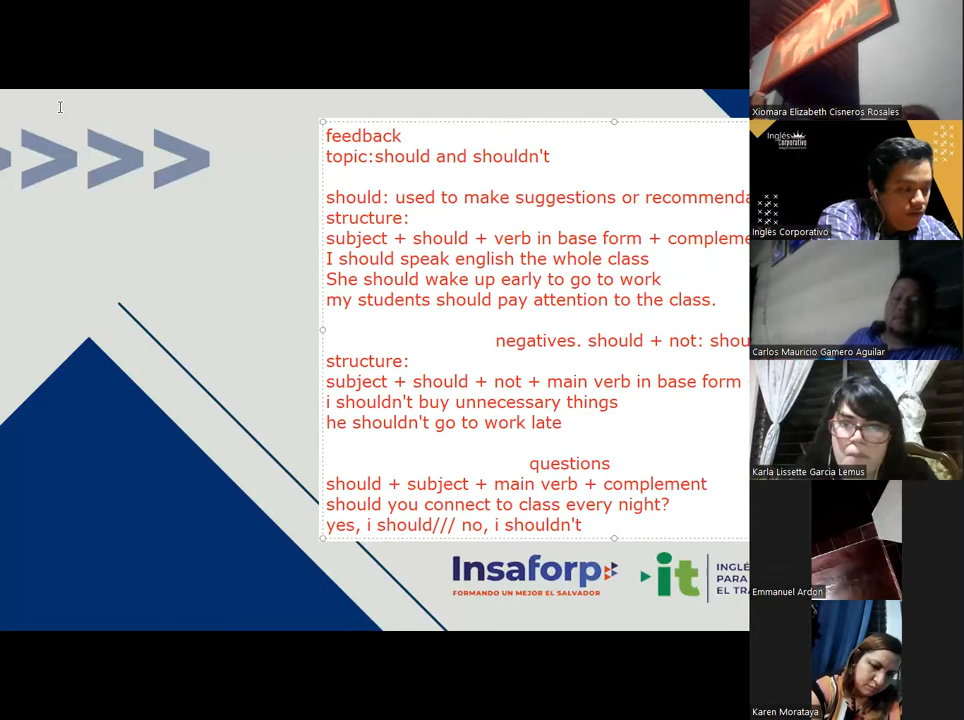 feedback
topic:should and shouldn't
should: used to make suggestions or recommenda
structure:
subject + should + verb in base form + compleme
I should speak english the whole class
She should wake up early to go to work
my students should pay attention to the class.
negatives. should + not: shou
structure:
subject + should + not + main verb in base form
i shouldn't buy unnecessary things
he shouldn't go to work late
questions
should + subject + main verb + complement
should you connect to class every night?
yes, i should/// no, i shouldn't
Insaforp
FORMANDO UN MEJOR EL SALVADOR
it
INGLÉ
PARA
EL TRA
Xiomara Elizabeth Cisneros Rosales
Inglés
Corporativo
Inglés Corporativo
Carlos Mauricio Gamero Aguilar
Karla Lissette Garcia Lemus
Emmanuel Ardon
Karen Morataya